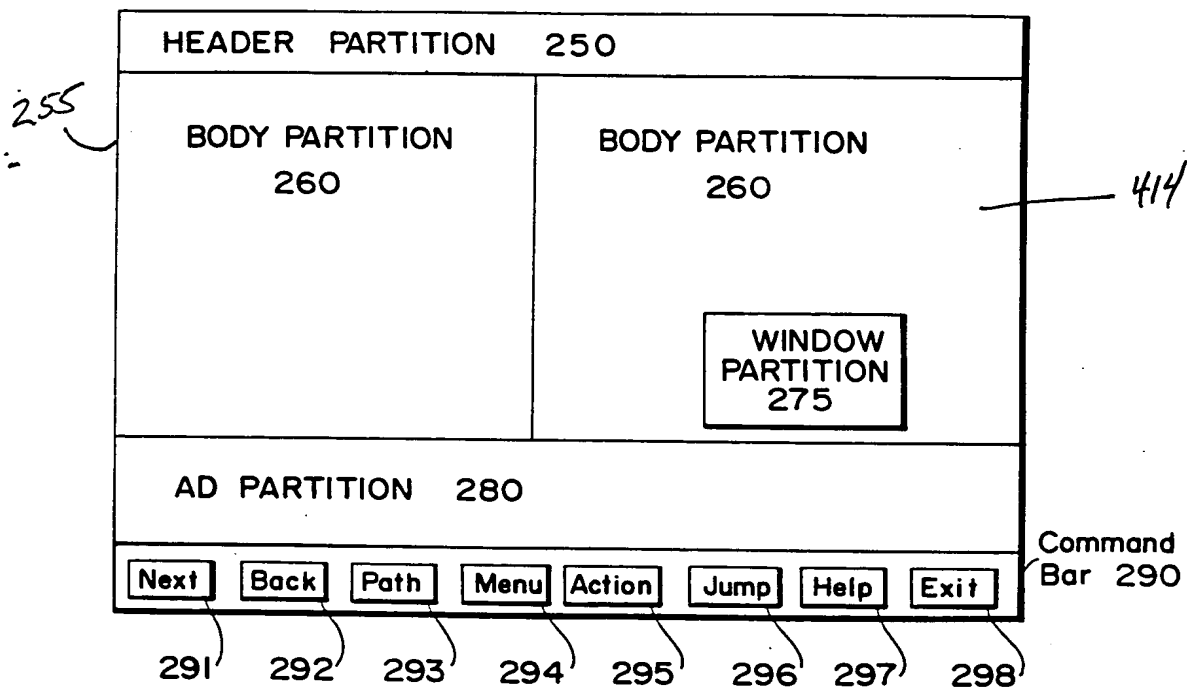 HEADER PARTITION 250
255
BODY PARTITION
260
BODY PARTITION
260
414
WINDOW
PARTITION
275
AD PARTITION 280
Command
Bar 290
Next Back Path Menu Action Jump Help Exit
291 292 293 294 295 296 297 298